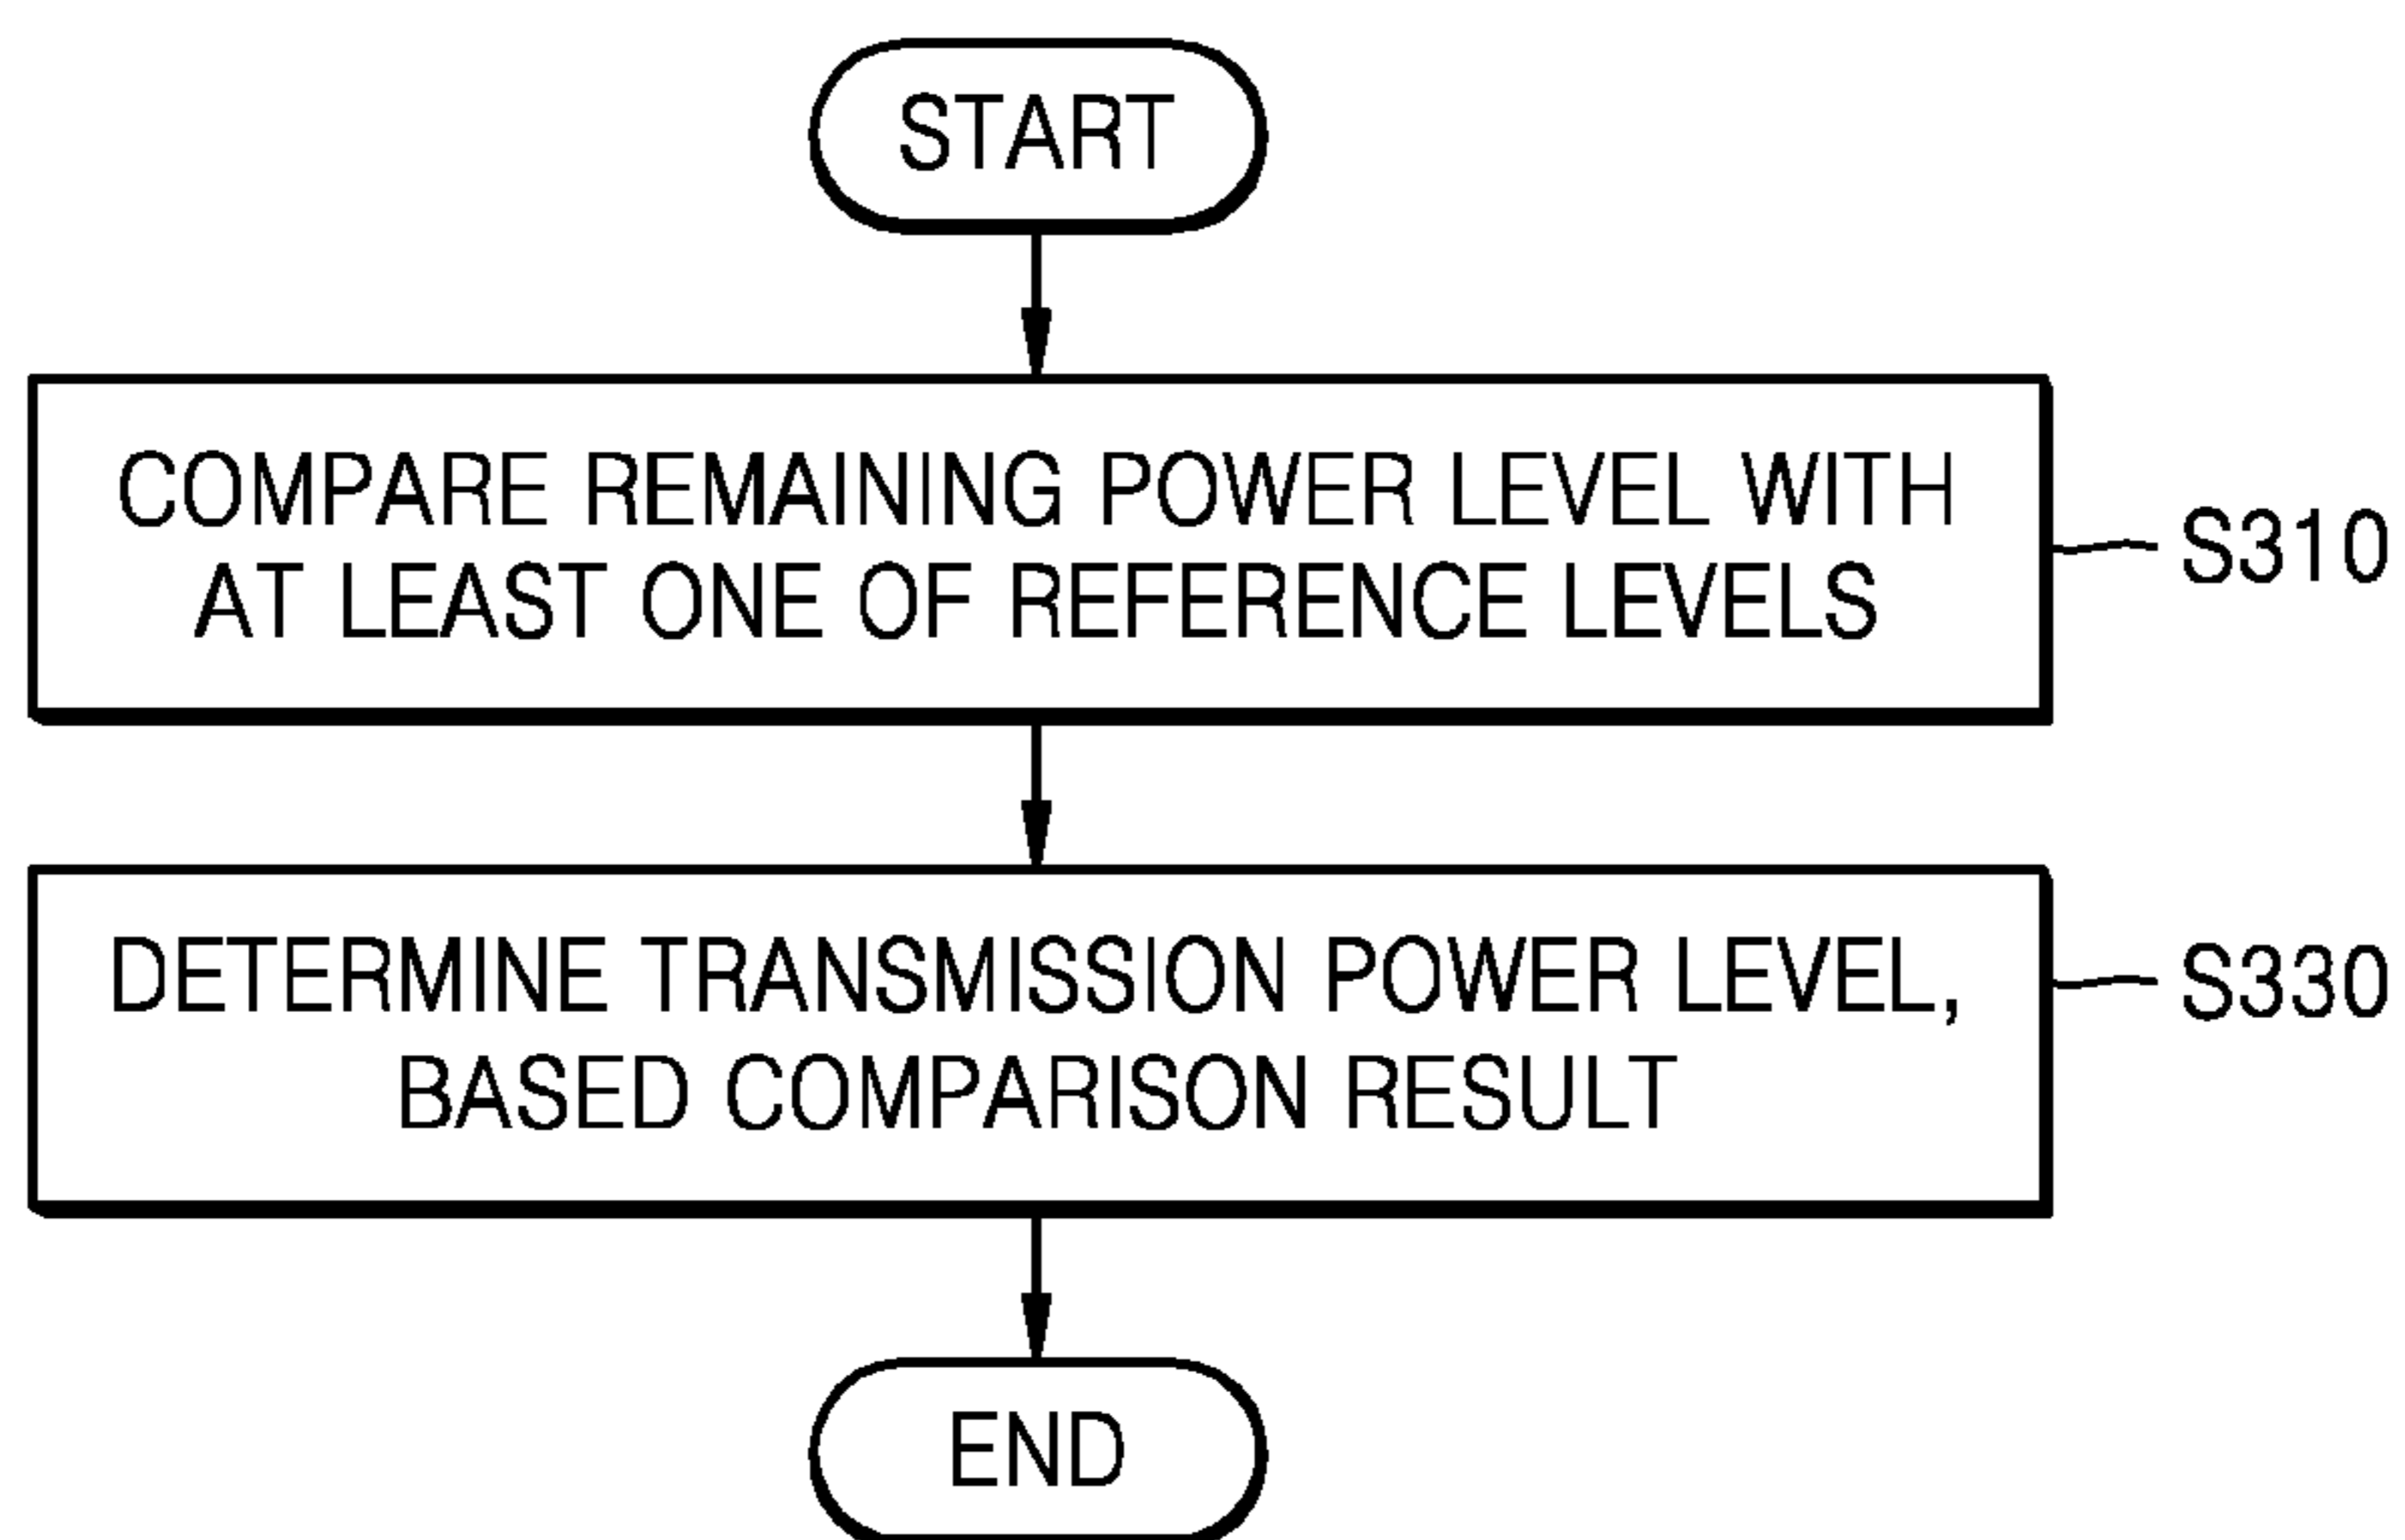 START
COMPARE REMAINING POWER LEVEL WITH
AT LEAST ONE OF REFERENCE LEVELS
S310
DETERMINE TRANSMISSION POWER LEVEL,
BASED COMPARISON RESULT
S330
END